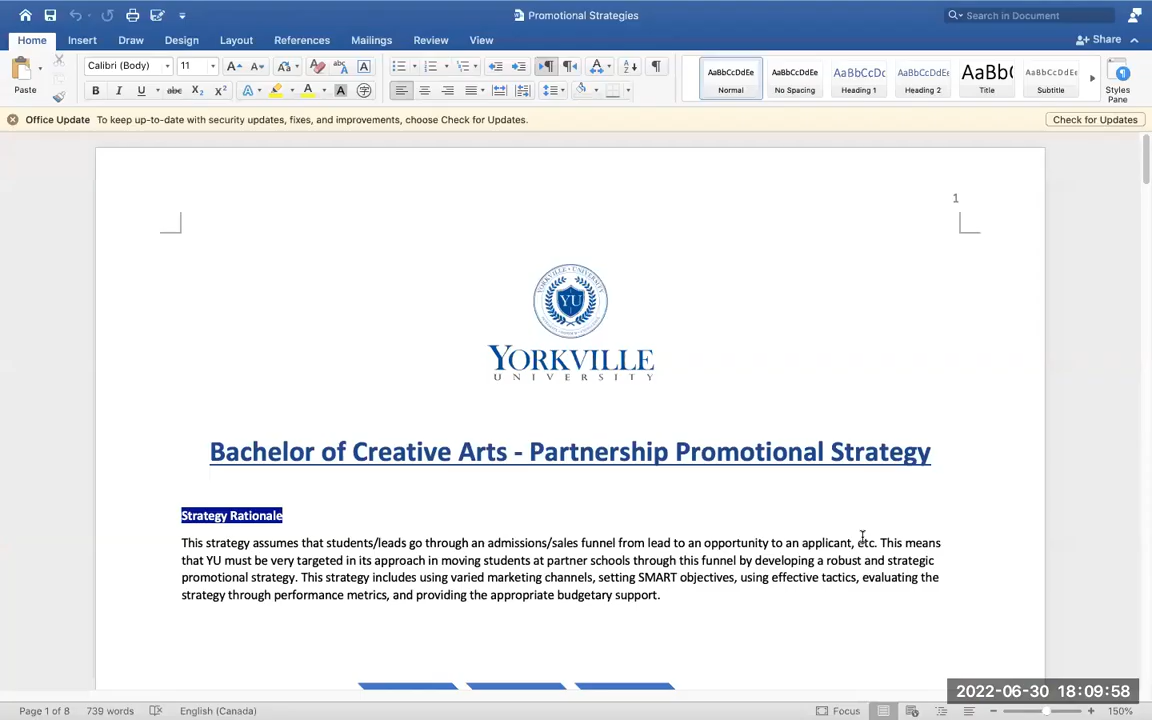 Promotional Strategies
Search in Document
Home Insert Draw Design Layout References Mailings Review View
Share
Paste
Calibri (Body) 11
AaBbCcDdEe AaBbCcDdEe AaBbCcDc AaBbCcDdEe AaBb( AaBbCcDdEe
Normal No Spacing Heading 1 Heading 2 Title Subtitle
Styles
Pane
Office Update To keep up-to-date with security updates, fixes, and improvements, choose Check for Updates.
Check for Updates
1
YORKVILLE UNIVERSITY
YU
YORKVILLE
UNIVERSITY
Bachelor of Creative Arts - Partnership Promotional Strategy
Strategy Rationale
This strategy assumes that students/leads go through an admissions/sales funnel from lead to an opportunity to an applicant, etc. This means
that YU must be very targeted in its approach in moving students at partner schools through this funnel by developing a robust and strategic
promotional strategy. This strategy includes using varied marketing channels, setting SMART objectives, using effective tactics, evaluating the
strategy through performance metrics, and providing the appropriate budgetary support.
Page 1 of 8 739 words English (Canada)
Focus
150%
2022-06-30 18:09:58